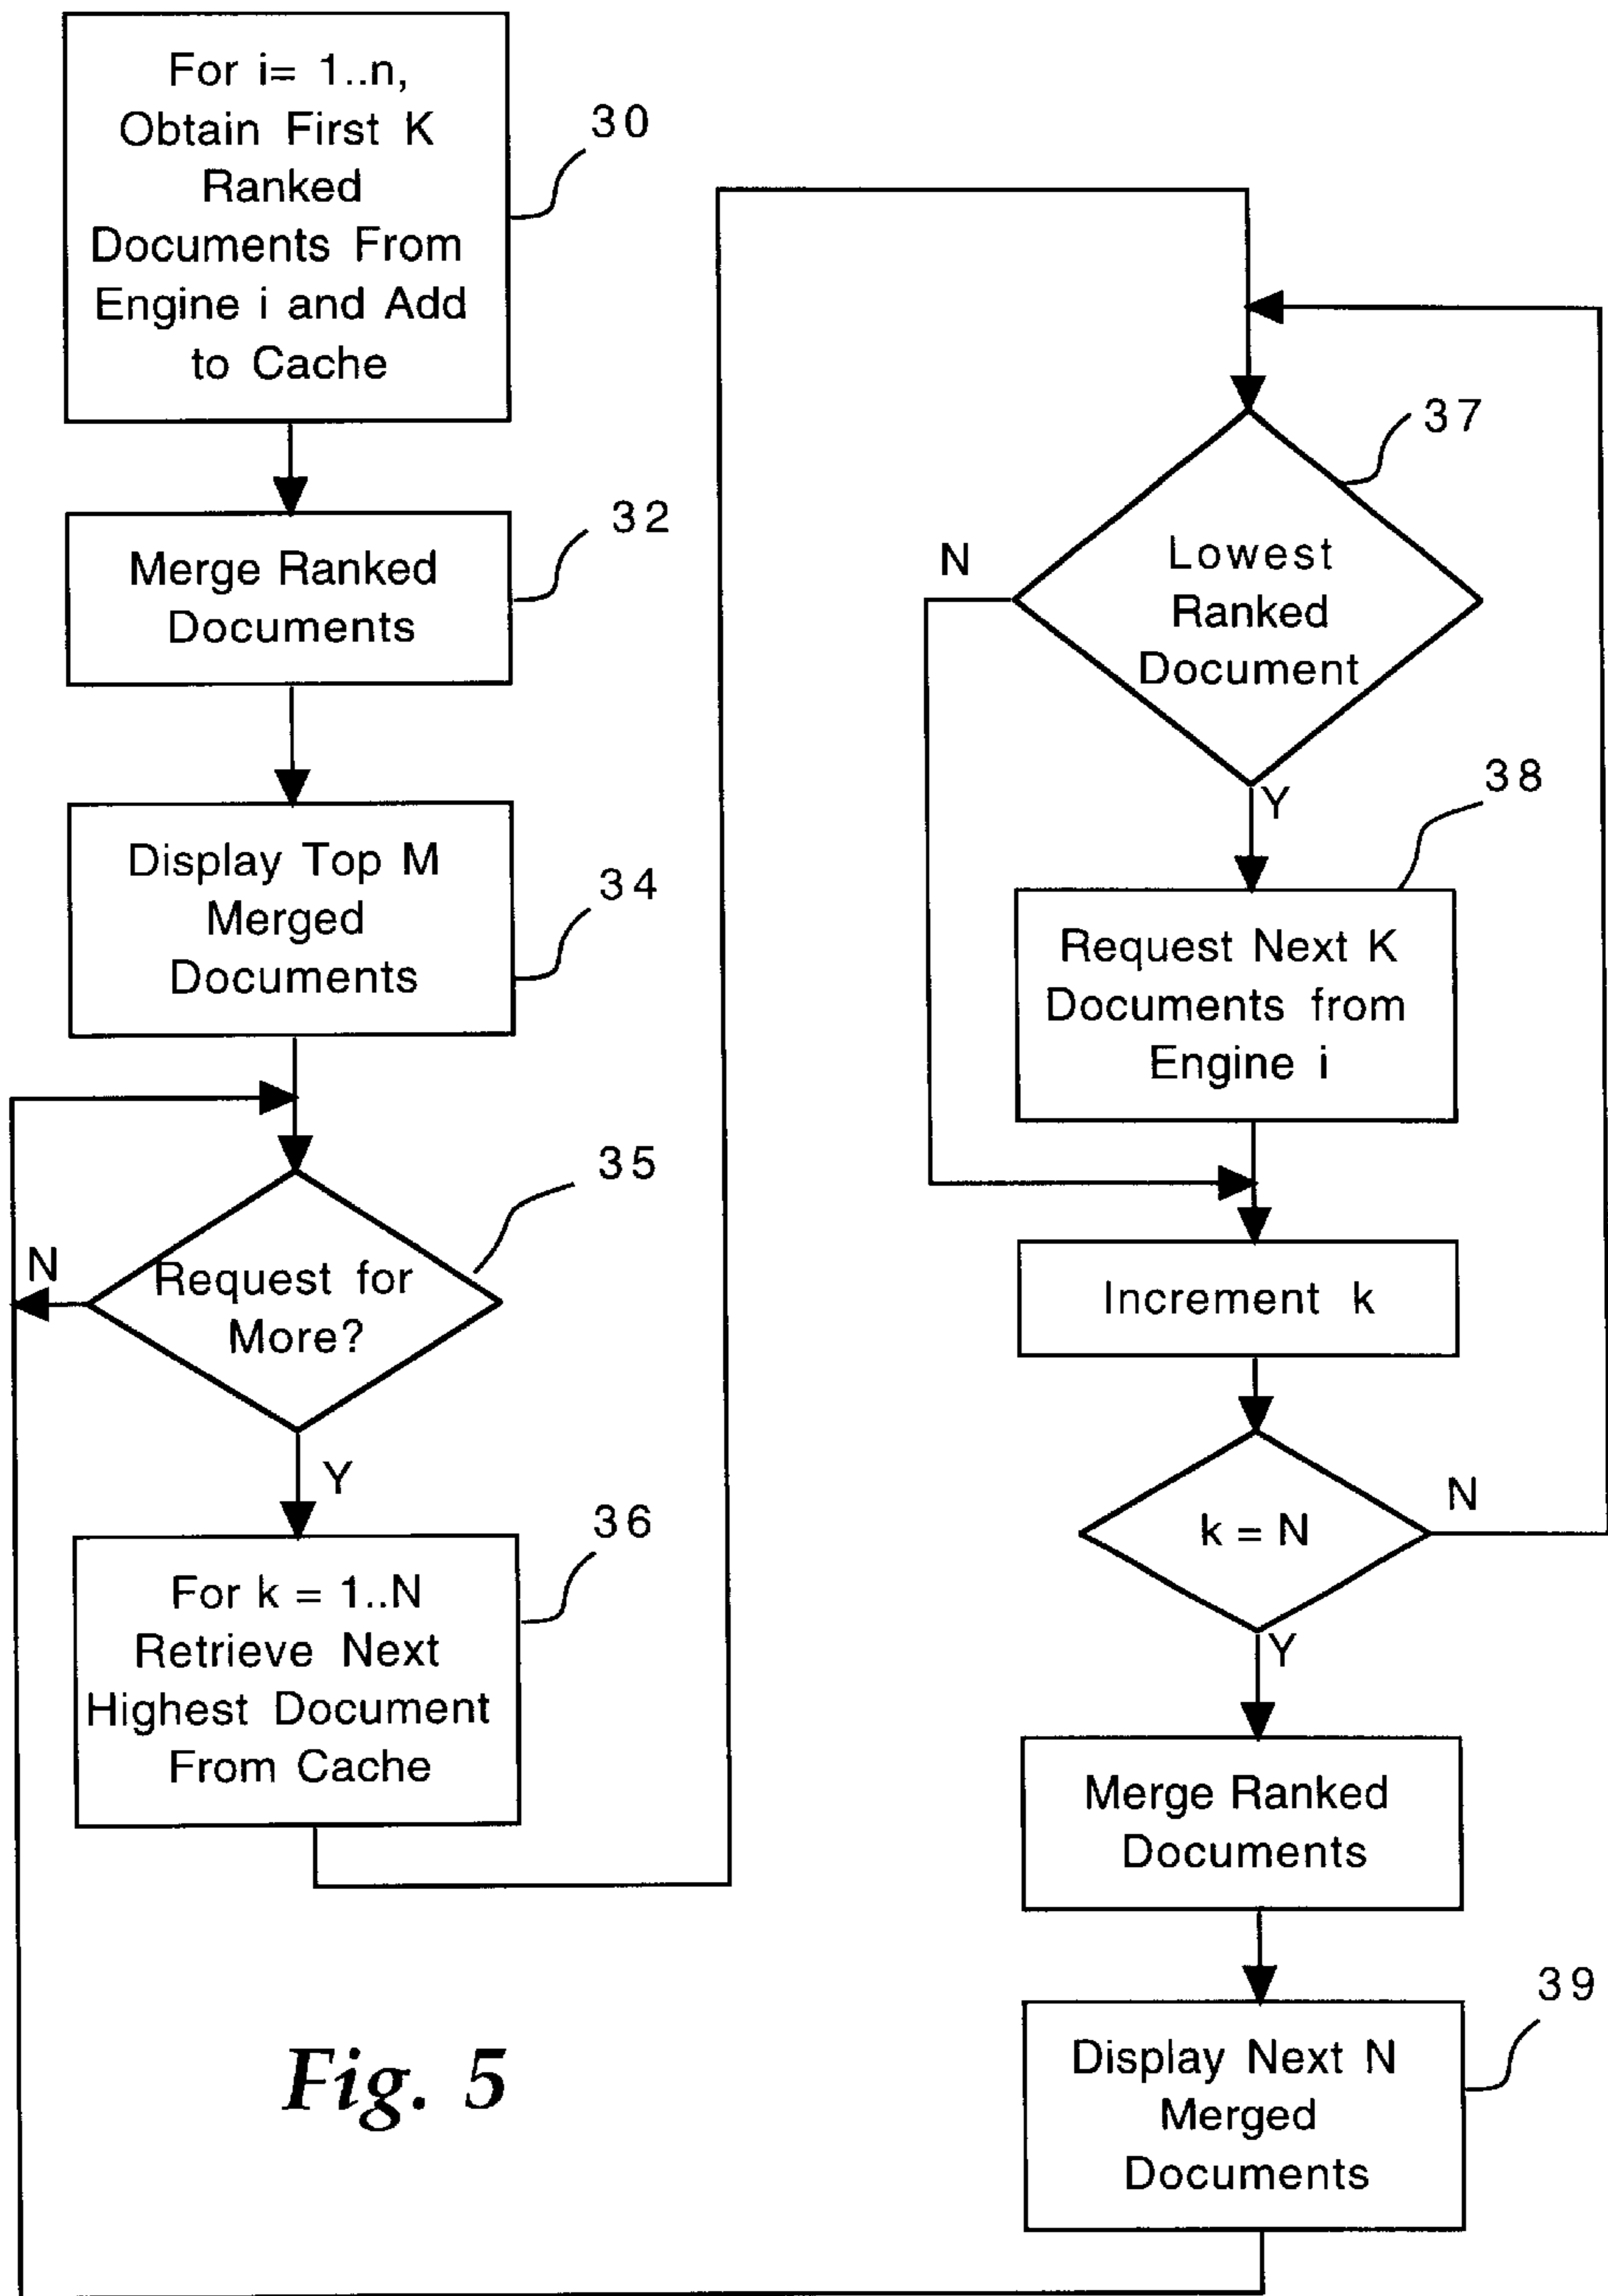 For i= 1..n,
Obtain First K
Ranked
Documents From
Engine i and Add
to Cache
30
Merge Ranked
Documents
32
Display Top M
Merged
Documents
34
Request for
More?
35
N
Y
For k = 1..N
Retrieve Next
Highest Document
From Cache
36
Lowest
Ranked
Document
37
N
Y
Request Next K
Documents from
Engine i
38
Increment k
k = N
N
Y
Merge Ranked
Documents
Display Next N
Merged
Documents
39
Fig. 5